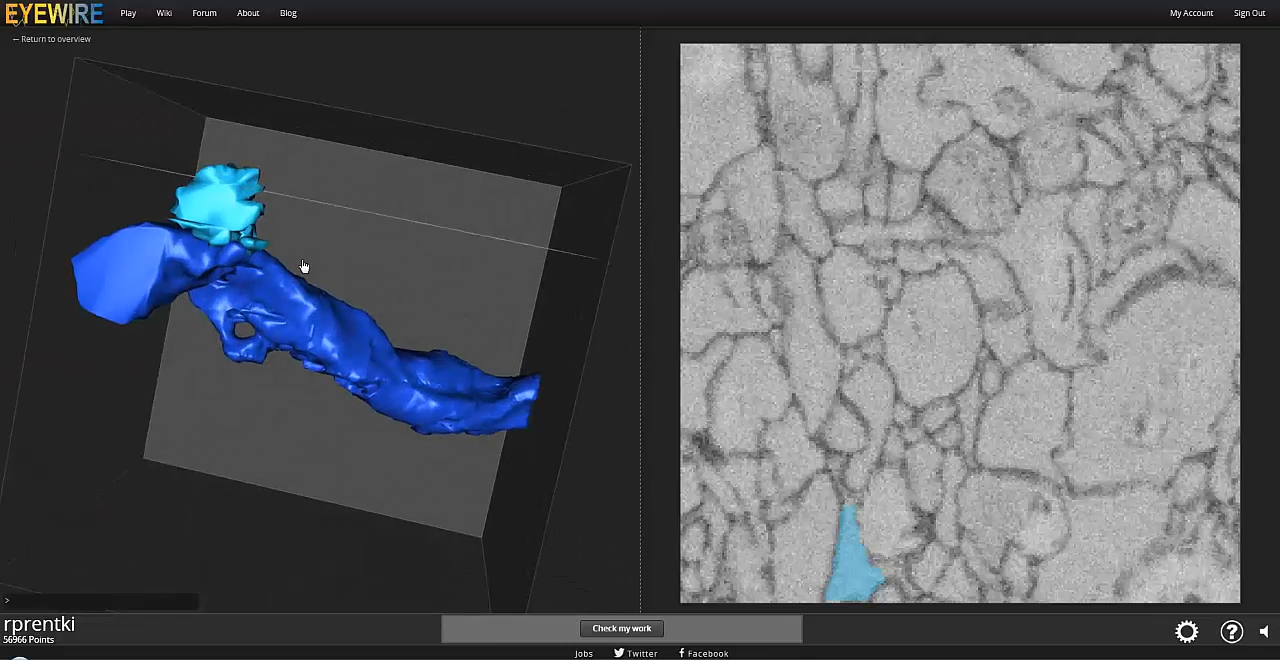 EYEWIRE Play Wiki Forum About Blog My Account Sign Out
← Return to overview
>
rprentki
56966 Points
Check my work
?
Jobs Twitter Facebook